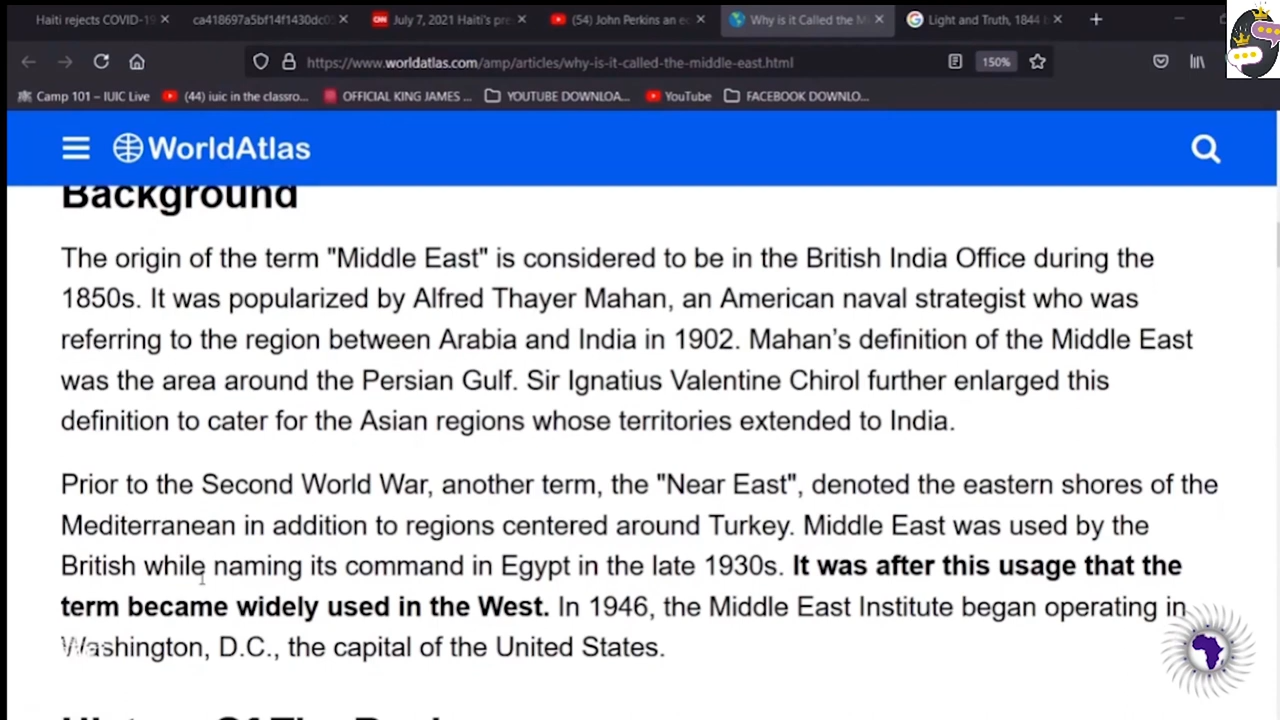 Haiti rejects COVID-19
ca418697a5bf14f1430dc0
July 7, 2021 Haiti's pre
(54) John Perkins an ec
Why is it Called the M
Light and Truth, 1844
https://www.worldatlas.com/amp/articles/why-is-it-called-the-middle-east.html
150%
Camp 101 – IUIC Live
(44) iuic in the classro...
OFFICIAL KING JAMES ...
YOUTUBE DOWNLOA...
YouTube
FACEBOOK DOWNLO...
WorldAtlas
Background
The origin of the term "Middle East" is considered to be in the British India Office during the
1850s. It was popularized by Alfred Thayer Mahan, an American naval strategist who was
referring to the region between Arabia and India in 1902. Mahan's definition of the Middle East
was the area around the Persian Gulf. Sir Ignatius Valentine Chirol further enlarged this
definition to cater for the Asian regions whose territories extended to India.
Prior to the Second World War, another term, the "Near East", denoted the eastern shores of the
Mediterranean in addition to regions centered around Turkey. Middle East was used by the
British while naming its command in Egypt in the late 1930s. It was after this usage that the
term became widely used in the West. In 1946, the Middle East Institute began operating in
Washington, D.C., the capital of the United States.